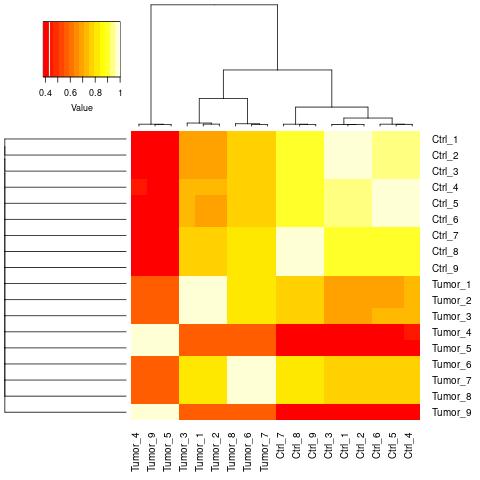 0.4 0.6 0.8 1
Value
Ctrl_1
Ctrl_2
Ctrl_3
Ctrl_4
Ctrl_5
Ctrl_6
Ctrl_7
Ctrl_8
Ctrl_9
Tumor_1
Tumor_2
Tumor_3
Tumor_4
Tumor_5
Tumor_6
Tumor_7
Tumor_8
Tumor_9
Tumor_4
Tumor_9
Tumor_5
Tumor_3
Tumor_1
Tumor_2
Tumor_8
Tumor_6
Tumor_7
Ctrl_7
Ctrl_8
Ctrl_9
Ctrl_3
Ctrl_1
Ctrl_2
Ctrl_6
Ctrl_5
Ctrl_4